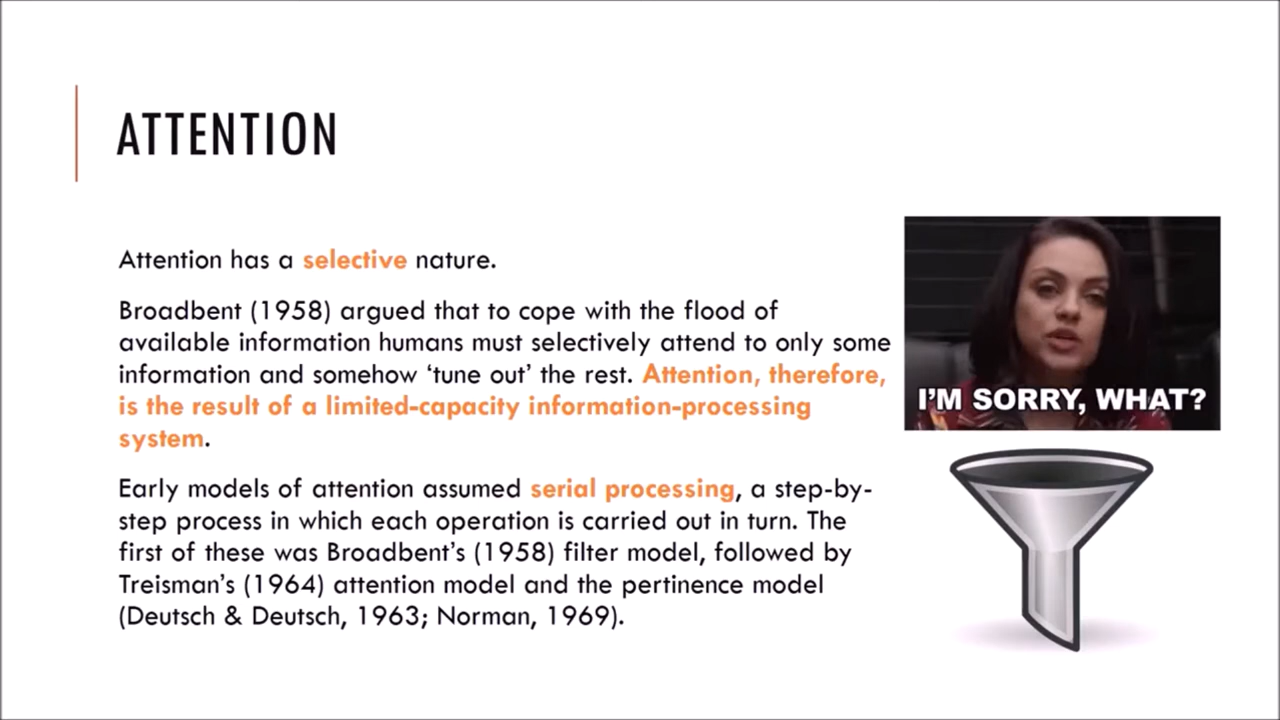 ATTENTION
Attention has a selective nature.
Broadbent (1958) argued that to cope with the flood of
available information humans must selectively attend to only some
information and somehow ‘tune out’ the rest. Attention, therefore,
is the result of a limited-capacity information-processing
system.
Early models of attention assumed serial processing, a step-by-
step process in which each operation is carried out in turn. The
first of these was Broadbent’s (1958) filter model, followed by
Treisman’s (1964) attention model and the pertinence model
(Deutsch & Deutsch, 1963; Norman, 1969).
I’M SORRY, WHAT?